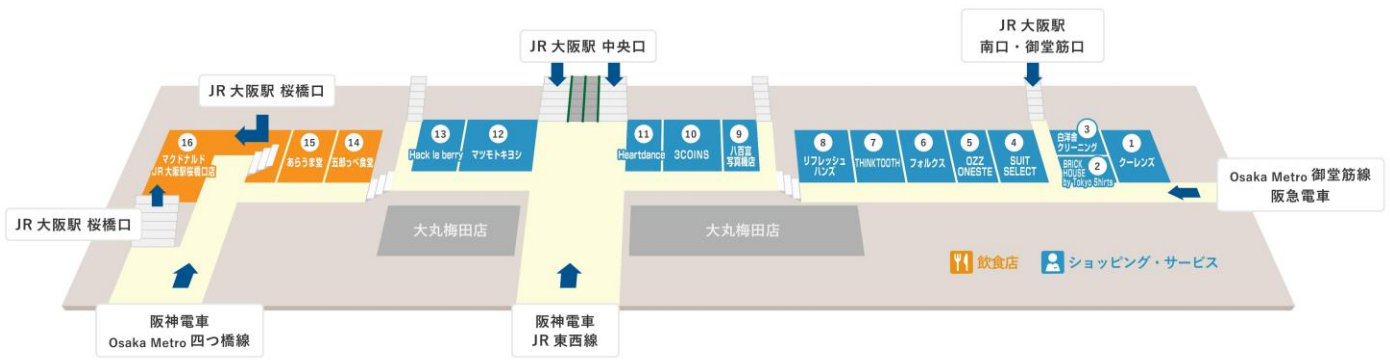 JR 大阪駅 中央口
JR 大阪駅
南口・御堂筋口
JR 大阪駅 桜橋口
16
マクドナルド
JR 大阪駅桜橋口店
15
あらうま堂
14
五郎っぺ食堂
13
Hack le berry
12
マツモトキヨシ
11
Heartdance
10
3COINS
9
八百富
写真機店
8
リフレッシュ
ハンズ
7
THINKTOOTH
6
フォルクス
5
OZZ
ONESTE
4
SUIT
SELECT
3
白洋舍
クリーニング
2
BRICK
HOUSE
by Tokyo Shirts
1
クーレンズ
Osaka Metro 御堂筋線
阪急電車
JR 大阪駅 桜橋口
大丸梅田店
大丸梅田店
飲食店
ショッピング・サービス
阪神電車
Osaka Metro 四つ橋線
阪神電車
JR 東西線